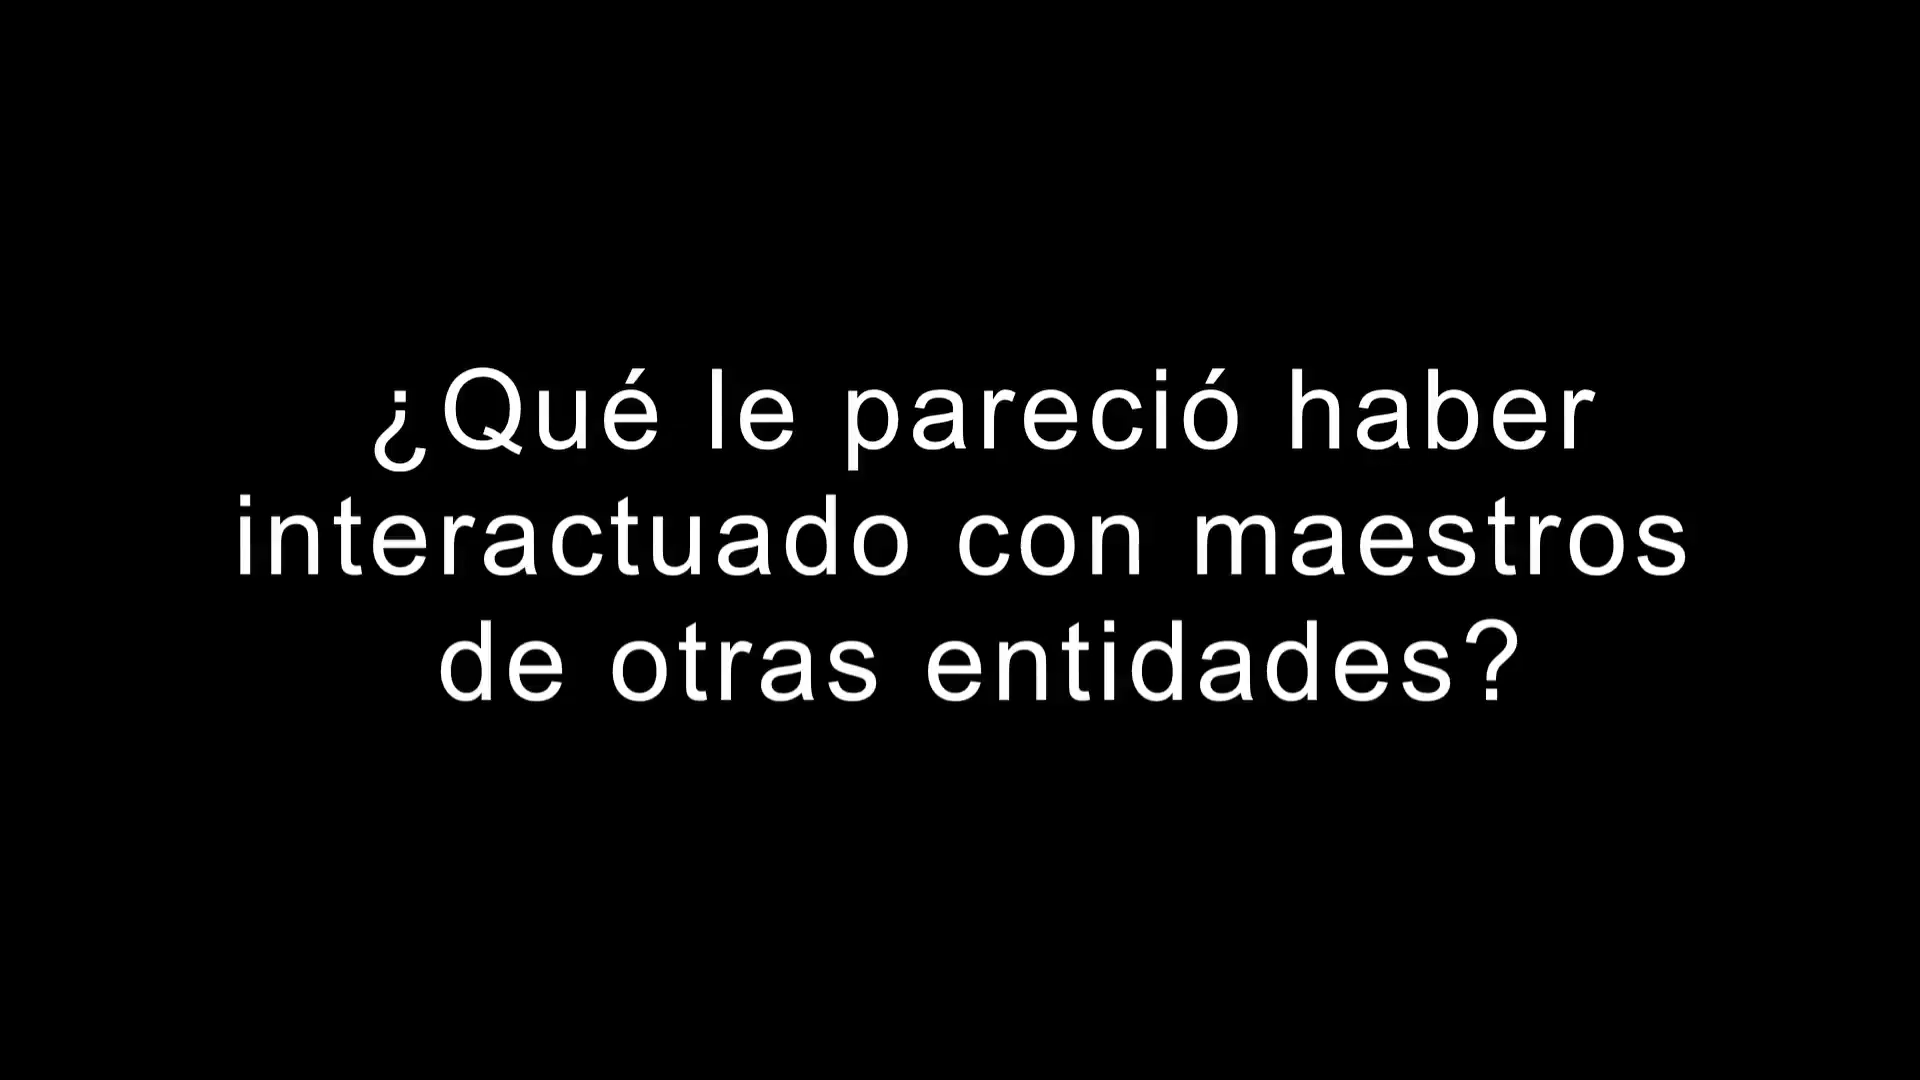 ¿Qué le pareció haber
interactuado con maestros
de otras entidades?